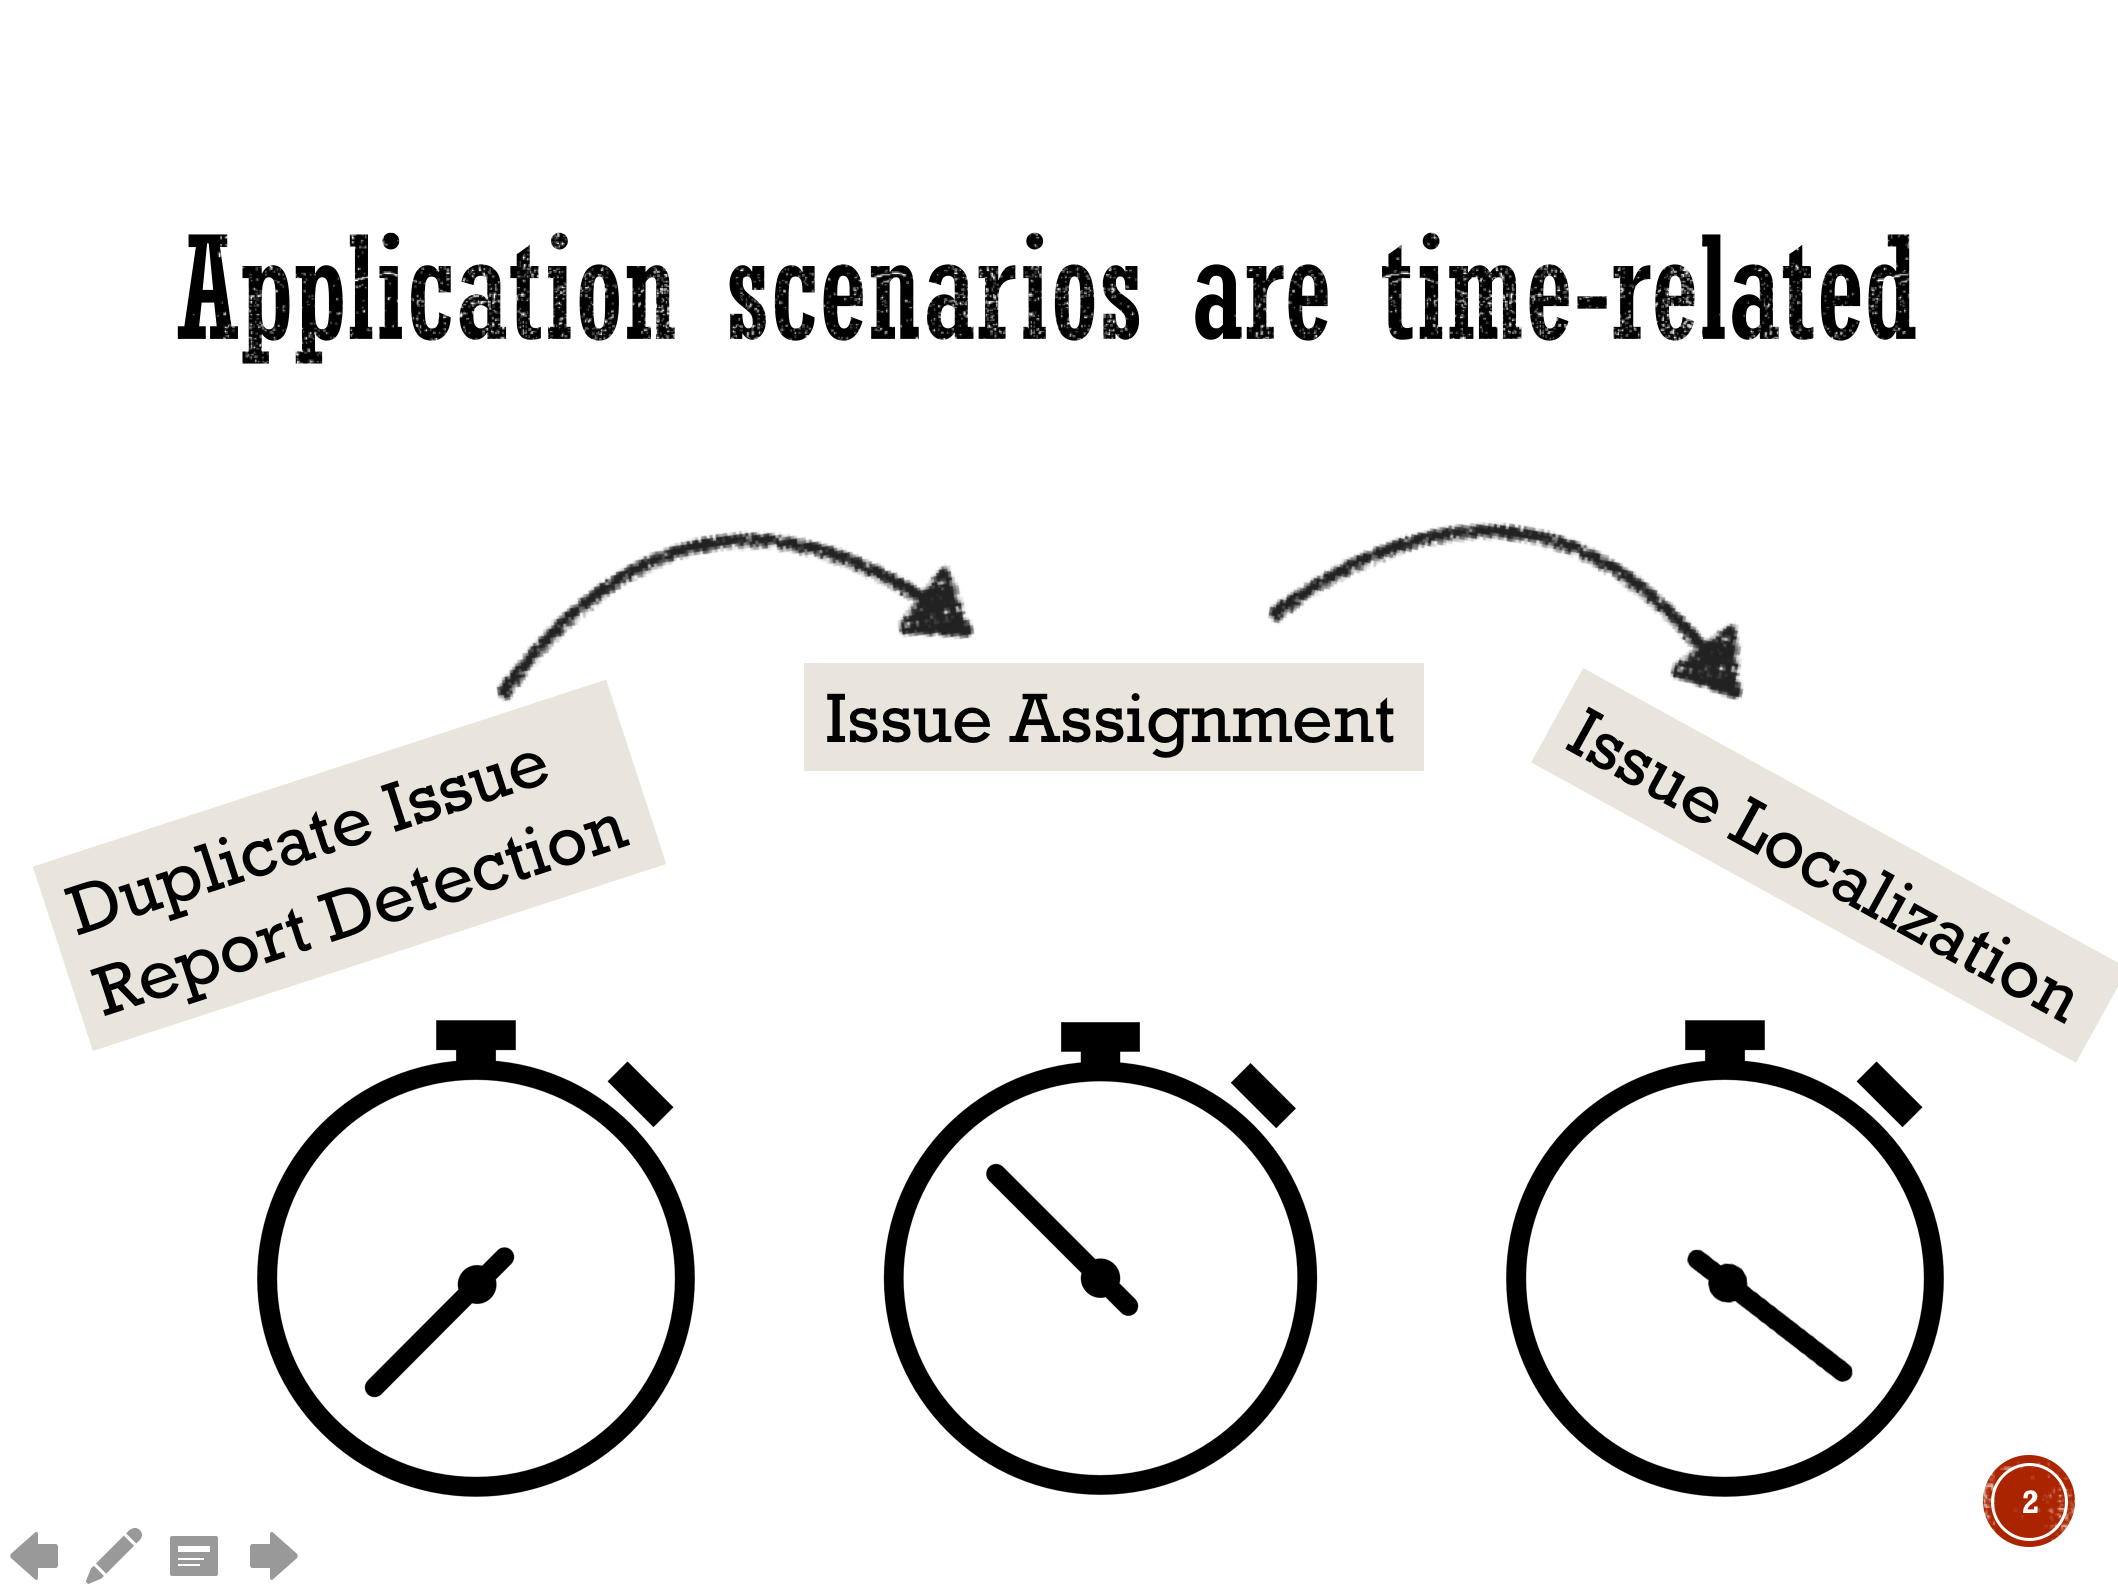 Application scenarios are time-related
Duplicate Issue
Report Detection
Issue Assignment
Issue Localization
2